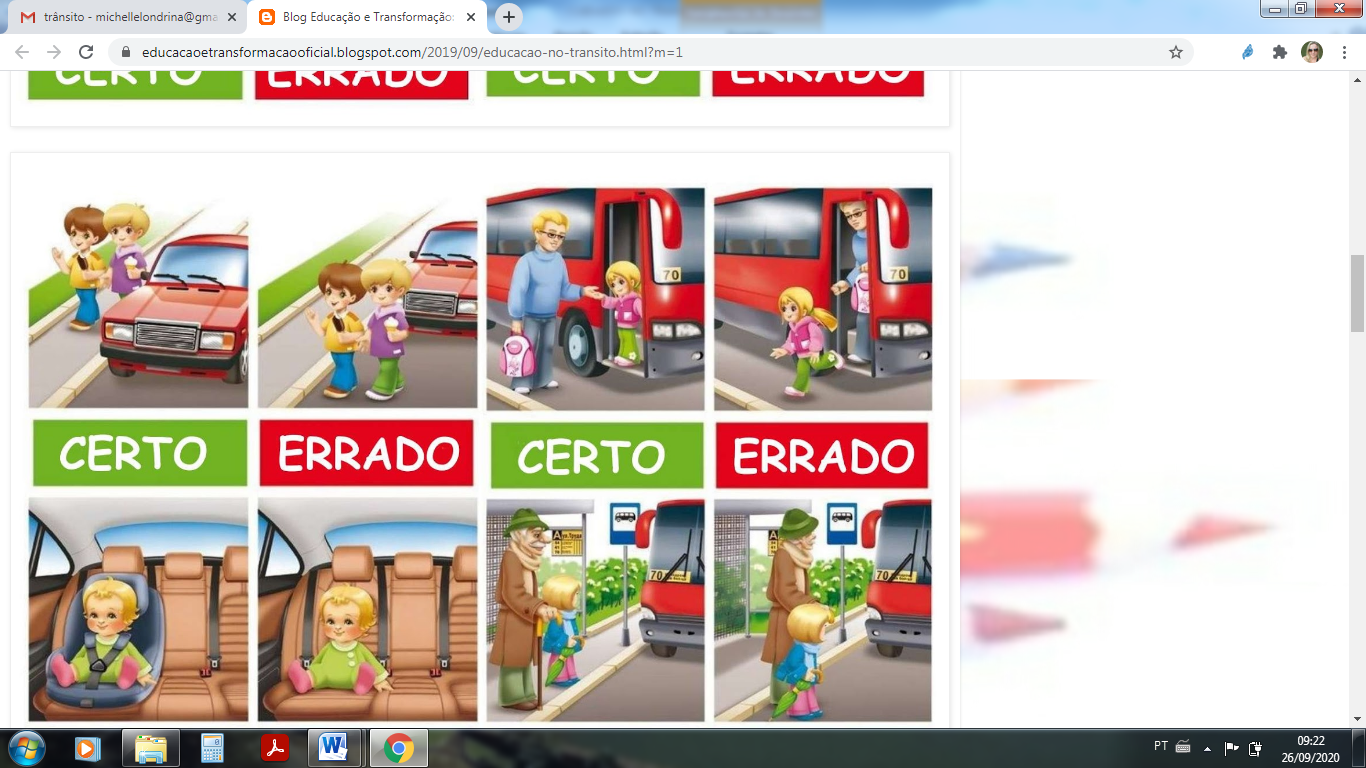 trânsito - michellelondrina@gma
Blog Educação e Transformação:
educacaoetransformacaooficial.blogspot.com/2019/09/educacao-no-transito.html?m=1
CERTO ERRADO CERTO ERRADO
70 70
CERTO ERRADO CERTO ERRADO
A A
70 70
PT 09:22
26/09/2020